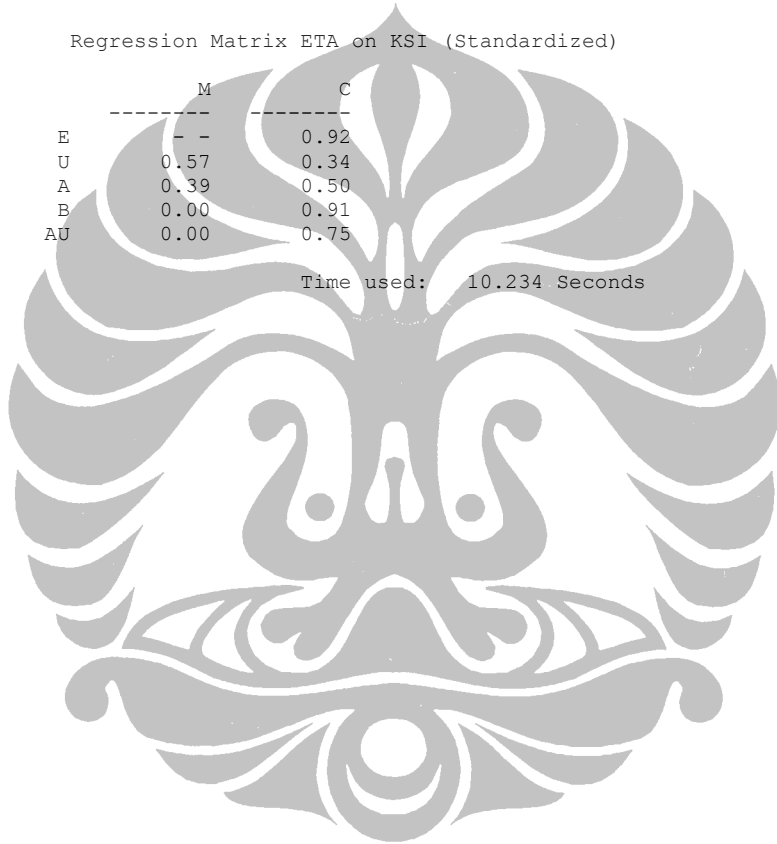 Regression Matrix ETA on KSI (Standardized)
M C
-------- --------
E - - 0.92
U 0.57 0.34
A 0.39 0.50
B 0.00 0.91
AU 0.00 0.75
Time used: 10.234 Seconds